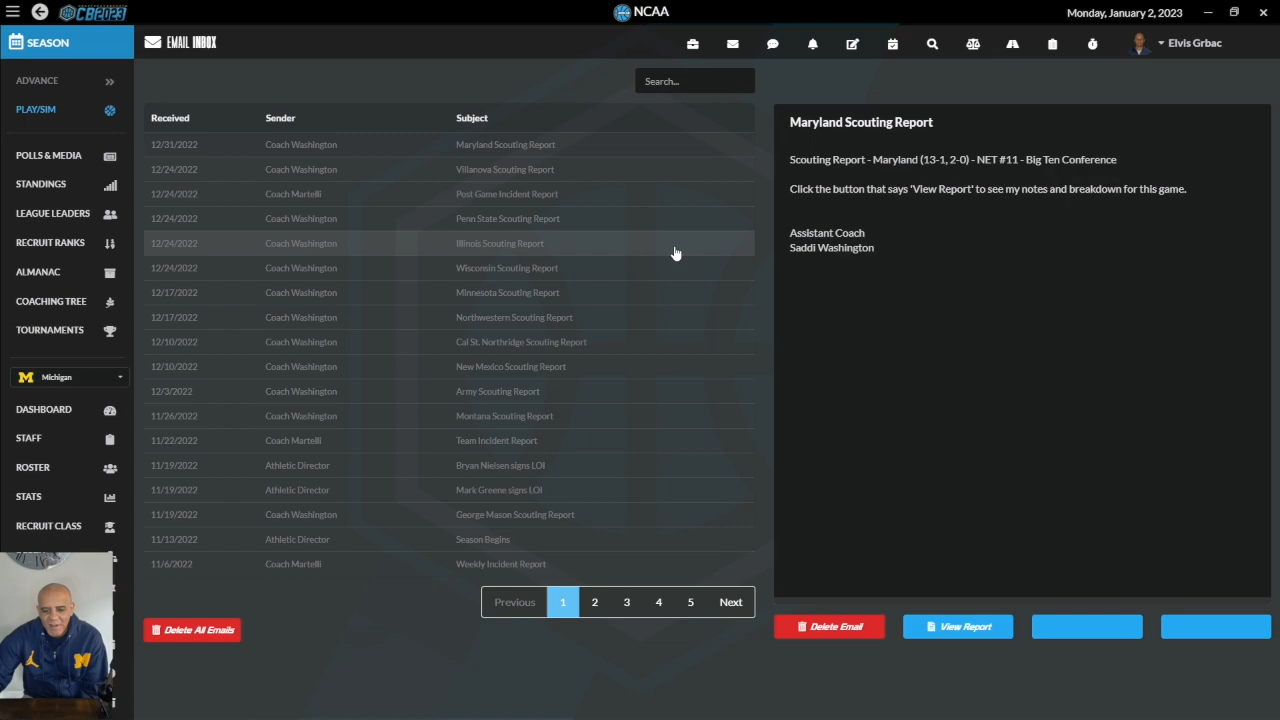 CB2023
NCAA
Monday, January 2, 2023
SEASON
EMAIL INBOX
Elvis Grbac
ADVANCE
PLAY/SIM
POLLS & MEDIA
STANDINGS
LEAGUE LEADERS
RECRUIT RANKS
ALMANAC
COACHING TREE
TOURNAMENTS
Michigan
DASHBOARD
STAFF
ROSTER
STATS
RECRUIT CLASS
Search...
Received Sender Subject
12/31/2022 Coach Washington Maryland Scouting Report
12/24/2022 Coach Washington Villanova Scouting Report
12/24/2022 Coach Martelli Post Game Incident Report
12/24/2022 Coach Washington Penn State Scouting Report
12/24/2022 Coach Washington Illinois Scouting Report
12/24/2022 Coach Washington Wisconsin Scouting Report
12/17/2022 Coach Washington Minnesota Scouting Report
12/17/2022 Coach Washington Northwestern Scouting Report
12/10/2022 Coach Washington Cal St. Northridge Scouting Report
12/10/2022 Coach Washington New Mexico Scouting Report
12/3/2022 Coach Washington Army Scouting Report
11/26/2022 Coach Washington Montana Scouting Report
11/22/2022 Coach Martelli Team Incident Report
11/19/2022 Athletic Director Bryan Nielsen signs LOI
11/19/2022 Athletic Director Mark Greene signs LOI
11/19/2022 Coach Washington George Mason Scouting Report
11/13/2022 Athletic Director Season Begins
11/6/2022 Coach Martelli Weekly Incident Report
Previous 1 2 3 4 5 Next
Delete All Emails
Maryland Scouting Report
Scouting Report - Maryland (13-1, 2-0) - NET #11 - Big Ten Conference
Click the button that says 'View Report' to see my notes and breakdown for this game.
Assistant Coach
Saddi Washington
Delete Email
View Report